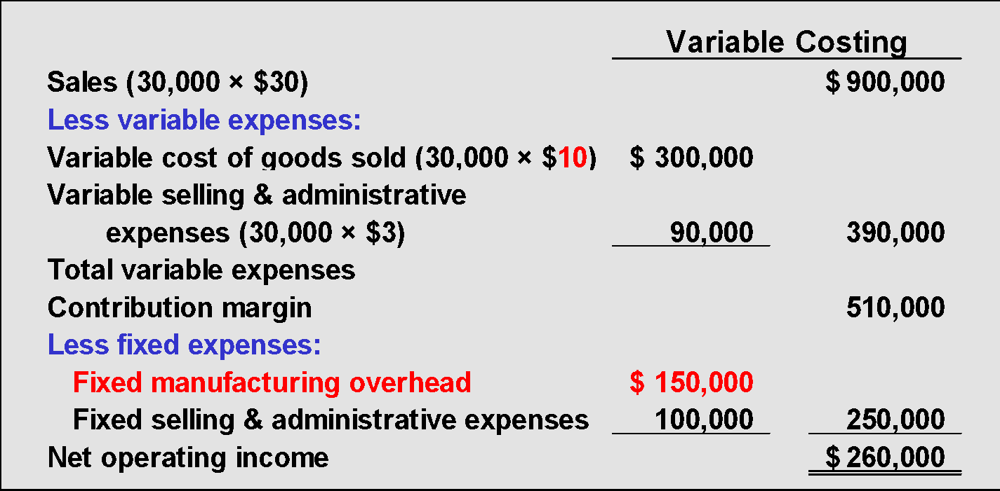 Variable Costing
Sales (30,000 × $30) $ 900,000
Less variable expenses:
Variable cost of goods sold (30,000 × $10) $ 300,000
Variable selling & administrative
expenses (30,000 × $3) 90,000 390,000
Total variable expenses
Contribution margin 510,000
Less fixed expenses:
Fixed manufacturing overhead $ 150,000
Fixed selling & administrative expenses 100,000 250,000
Net operating income $ 260,000